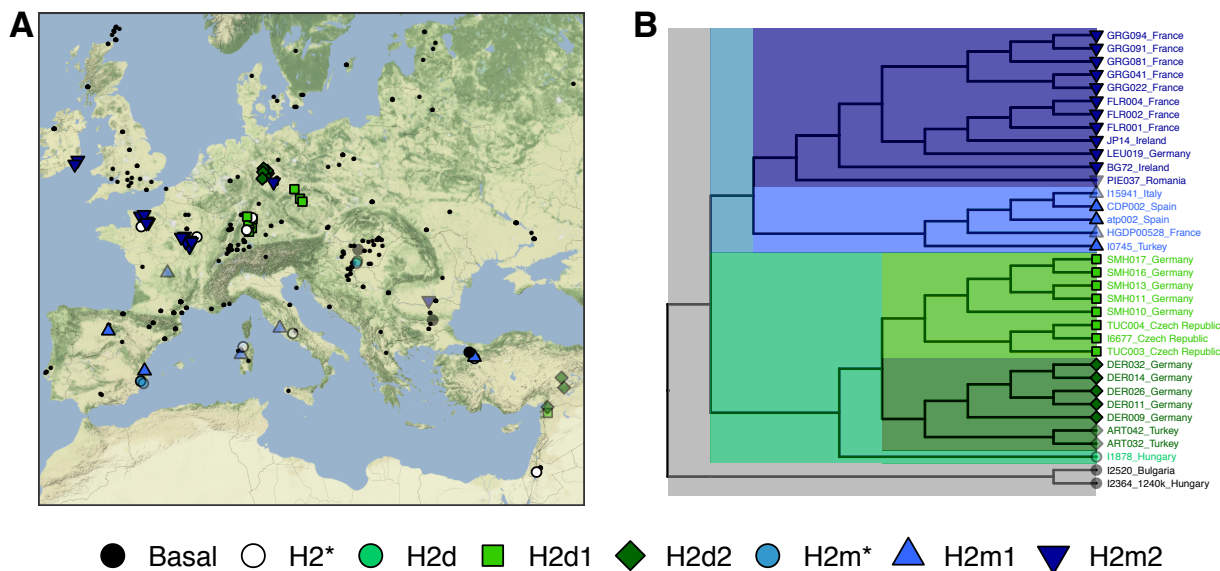 A
B
GRG094_France
GRG091_France
GRG081_France
GRG041_France
GRG022_France
FLR004_France
FLR002_France
FLR001_France
JP14_Ireland
LEU019_Germany
BG72_Ireland
PIE037_Romania
I15941_Italy
CDP002_Spain
atp002_Spain
HGDP00528_France
I0745_Turkey
SMH017_Germany
SMH016_Germany
SMH013_Germany
SMH011_Germany
SMH010_Germany
TUC004_Czech Republic
I6677_Czech Republic
TUC003_Czech Republic
DER032_Germany
DER014_Germany
DER026_Germany
DER011_Germany
DER009_Germany
ART042_Turkey
ART032_Turkey
I1878_Hungary
I2520_Bulgaria
I2364_1240k_Hungary
Basal H2* H2d H2d1 H2d2 H2m* H2m1 H2m2